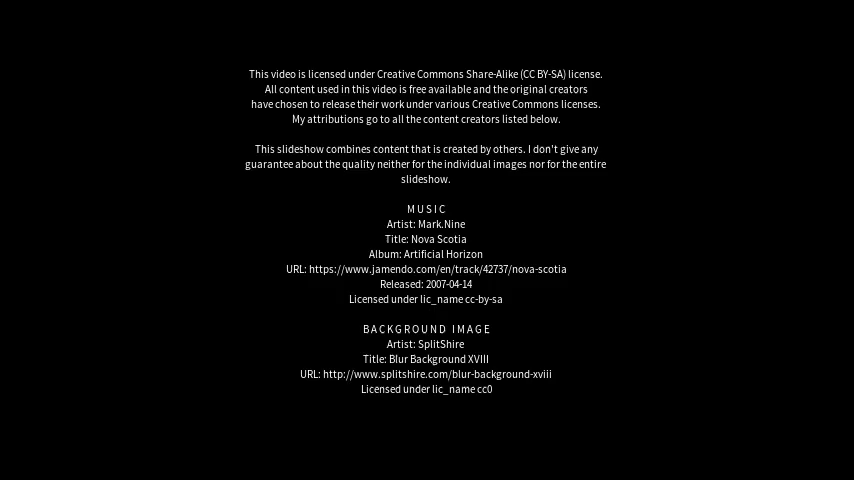 This video is licensed under Creative Commons Share-Alike (CC BY-SA) license.
All content used in this video is free available and the original creators
have chosen to release their work under various Creative Commons licenses.
My attributions go to all the content creators listed below.
This slideshow combines content that is created by others. I don't give any
guarantee about the quality neither for the individual images nor for the entire
slideshow.
MUSIC
Artist: Mark.Nine
Title: Nova Scotia
Album: Artificial Horizon
URL: https://www.jamendo.com/en/track/42737/nova-scotia
Released: 2007-04-14
Licensed under lic_name cc-by-sa
BACKGROUND IMAGE
Artist: SplitShire
Title: Blur Background XVIII
URL: http://www.splitshire.com/blur-background-xviii
Licensed under lic_name cc0